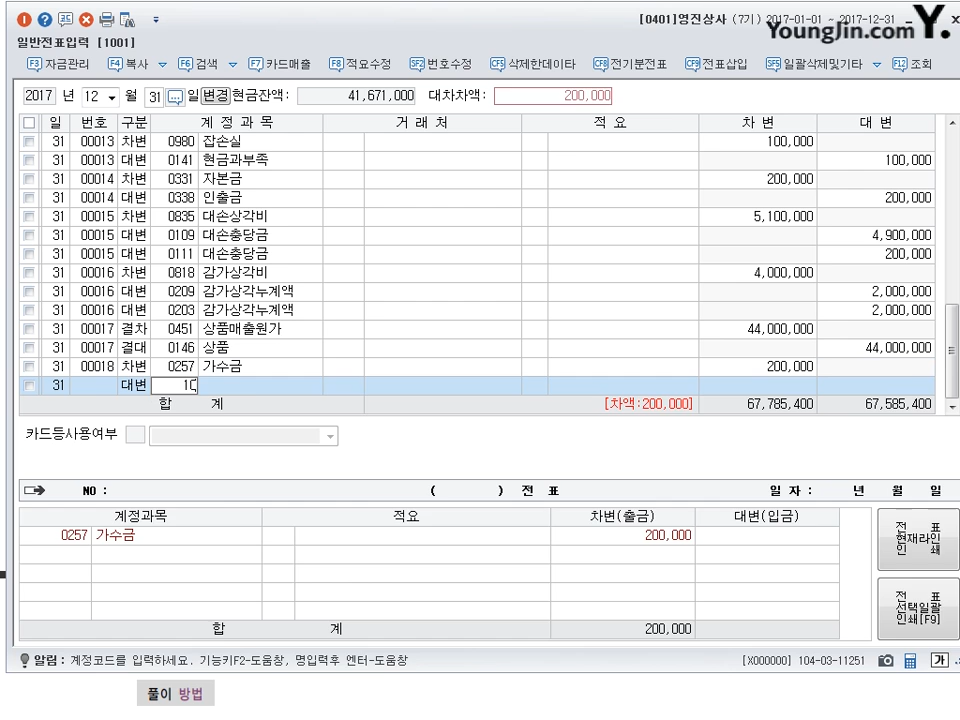 [0401]영진상사 (7기) 2017-01-01 ~ 2017-12-31
YoungJin.com Y.
일반전표입력 [1001]
F3 자금관리 F4 복사 F6 검색 F7 카드매출 F8 적요수정 SF2 번호수정 CF5 삭제한데이타 CF8 전기분전표 CF9 전표삽입 SF5 일괄삭제및기타 F12 조회
2017 년 12 월 31 일 변경 현금잔액: 41,671,000 대차차액: 200,000
일 번호 구분 계 정 과 목 거 래 처 적 요 차 변 대 변
31 00013 차변 0980 잡손실 100,000
31 00013 대변 0141 현금과부족 100,000
31 00014 차변 0331 자본금 200,000
31 00014 대변 0338 인출금 200,000
31 00015 차변 0835 대손상각비 5,100,000
31 00015 대변 0109 대손충당금 4,900,000
31 00015 대변 0111 대손충당금 200,000
31 00016 차변 0818 감가상각비 4,000,000
31 00016 대변 0209 감가상각누계액 2,000,000
31 00016 대변 0203 감가상각누계액 2,000,000
31 00017 결차 0451 상품매출원가 44,000,000
31 00017 결대 0146 상품 44,000,000
31 00018 차변 0257 가수금 200,000
31 대변
합 계 [차액:200,000] 67,785,400 67,585,400
카드등사용여부
NO : ( ) 전 표 일 자 : 년 월 일
계정과목 적요 차변(출금) 대변(입금)
0257 가수금 200,000
합 계 200,000
전 표
현재라인
인 쇄
전 표
선택일괄
인쇄[F9]
알림 : 계정코드를 입력하세요. 기능키F2-도움창, 명입력후 엔터-도움창 [X000000] 104-03-11251 가
풀이 방법